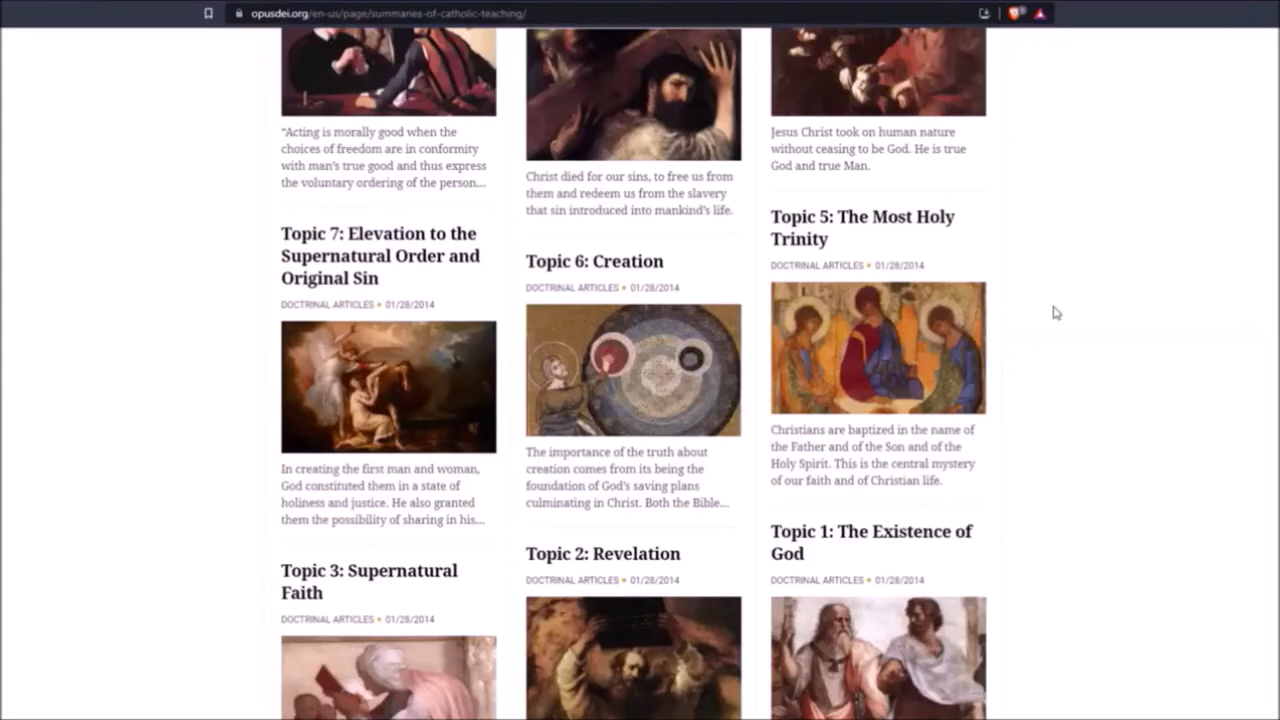 opusdei.org/en-us/page/summaries-of-catholic-teaching/
“Acting is morally good when the
choices of freedom are in conformity
with man’s true good and thus express
the voluntary ordering of the person...
Topic 7: Elevation to the
Supernatural Order and
Original Sin
DOCTRINAL ARTICLES • 01/28/2014
In creating the first man and woman,
God constituted them in a state of
holiness and justice. He also granted
them the possibility of sharing in his...
Topic 3: Supernatural
Faith
DOCTRINAL ARTICLES • 01/28/2014
Christ died for our sins, to free us from
them and redeem us from the slavery
that sin introduced into mankind’s life.
Topic 6: Creation
DOCTRINAL ARTICLES • 01/28/2014
The importance of the truth about
creation comes from its being the
foundation of God’s saving plans
culminating in Christ. Both the Bible...
Topic 2: Revelation
DOCTRINAL ARTICLES • 01/28/2014
Jesus Christ took on human nature
without ceasing to be God. He is true
God and true Man.
Topic 5: The Most Holy
Trinity
DOCTRINAL ARTICLES • 01/28/2014
Christians are baptized in the name of
the Father and of the Son and of the
Holy Spirit. This is the central mystery
of our faith and of Christian life.
Topic 1: The Existence of
God
DOCTRINAL ARTICLES • 01/28/2014